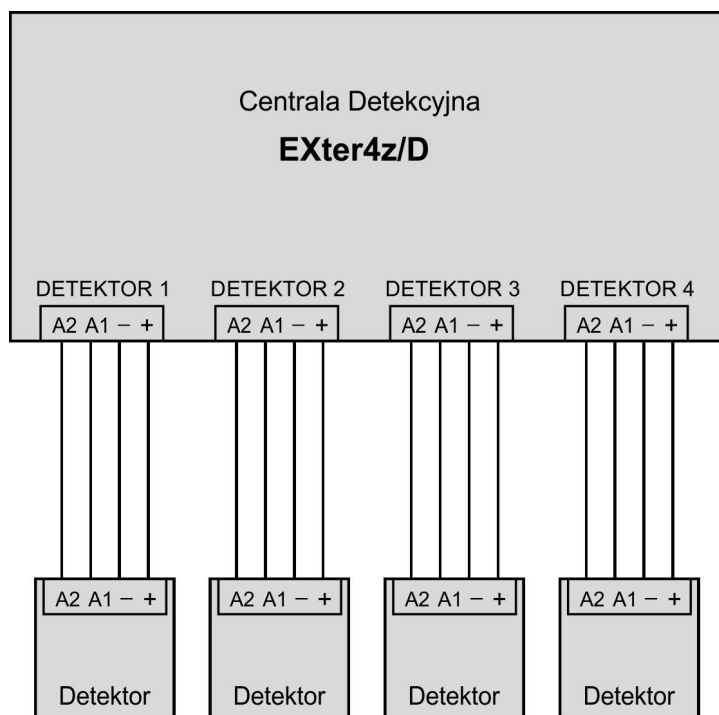 Centrala Detekcyjna
EXter4z/D
DETEKTOR 1 DETEKTOR 2 DETEKTOR 3 DETEKTOR 4
A2 A1 − + A2 A1 − + A2 A1 − + A2 A1 − +
A2 A1 − + A2 A1 − + A2 A1 − + A2 A1 − +
Detektor Detektor Detektor Detektor